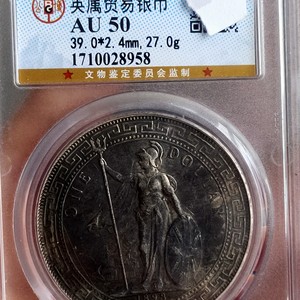 英属贸易银币
AU 50
39.0*2.4mm,27.0g
1710028958
★ 文物鉴定委员会监制 ★
ONE DOLLAR